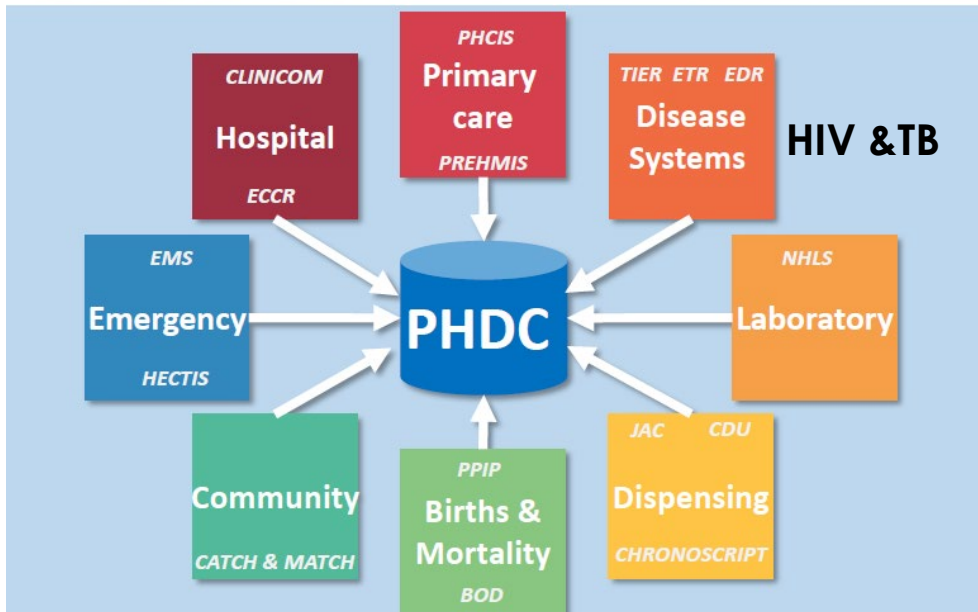 CLINICOM
Hospital
ECCR
PHCIS
Primary
care
PREHMIS
TIER ETR EDR
Disease
Systems
HIV &TB
EMS
Emergency
HECTIS
PHDC
NHLS
Laboratory
Community
CATCH & MATCH
PPIP
Births &
Mortality
BOD
JAC CDU
Dispensing
CHRONOSCRIPT